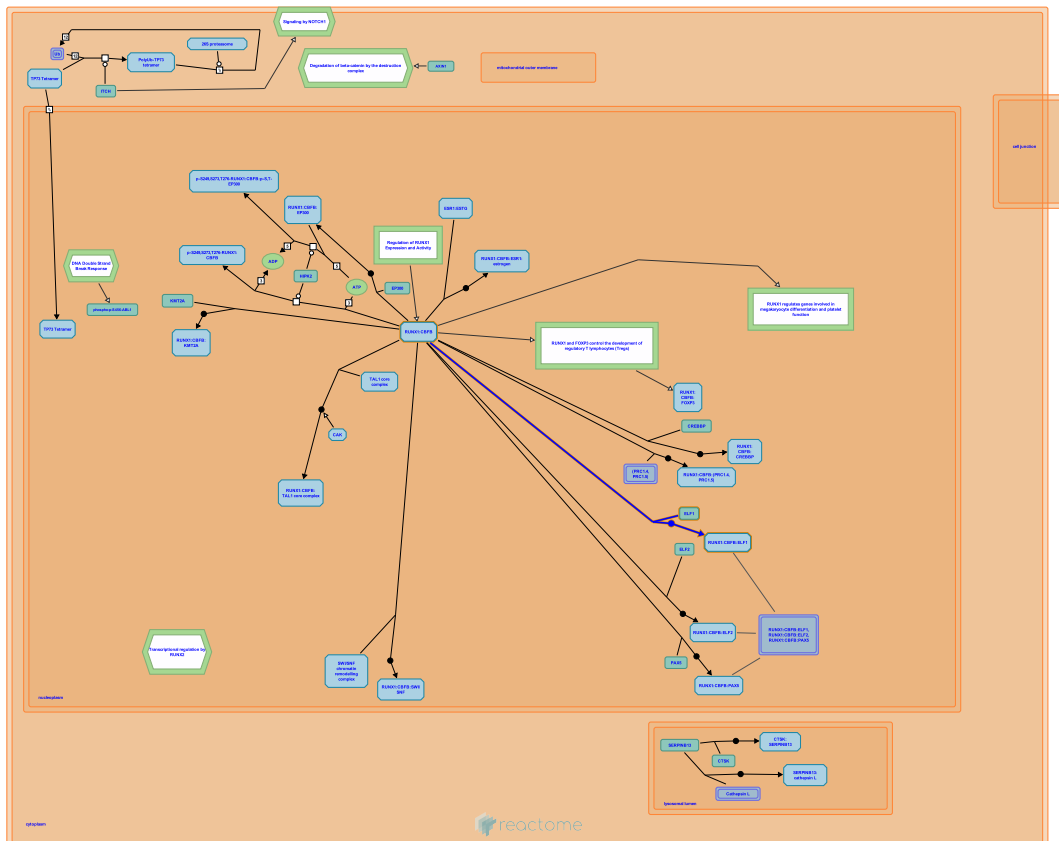 Signaling by NOTCH1
Ub
26S proteasome
PolyUb-TP73
tetramer
TP73 Tetramer
ITCH
Degradation of beta-catenin by the destruction
complex
AXIN1
mitochondrial outer membrane
cell junction
p-S249,S273,T276-RUNX1:CBFB:p-S,T-
EP300
RUNX1:CBFB:
EP300
ESR1:ESTG
Regulation of RUNX1
Expression and Activity
p-S249,S273,T276-RUNX1:
CBFB
ADP
HIPK2
ATP
EP300
RUNX1:CBFB:ESR1:
estrogen
DNA Double Strand
Break Response
KMT2A
RUNX1 regulates genes involved in
megakaryocyte differentiation and platelet
function
TP73 Tetramer
RUNX1:CBFB:
KMT2A
RUNX1:CBFB
RUNX1 and FOXP3 control the development of
regulatory T lymphocytes (Tregs)
TAL1 core
complex
RUNX1:
CBFB:
FOXP3
CAK
CREBBP
RUNX1:
CBFB:
CREBBP
(PRC1.4,
PRC1.5)
RUNX1:CBFB:(PRC1.4,
PRC1.5)
RUNX1:CBFB:
TAL1 core complex
ELF1
RUNX1:CBFB:ELF1
ELF2
RUNX1:CBFB:ELF2
RUNX1:CBFB:ELF1,
RUNX1:CBFB:ELF2,
RUNX1:CBFB:PAX5
Transcriptional regulation by
RUNX2
PAX5
RUNX1:CBFB:PAX5
SWI/SNF
chromatin
remodelling
complex
RUNX1:CBFB:SWI/
SNF
nucleoplasm
SERPINB13
CTSK:
SERPINB13
CTSK
SERPINB13:
cathepsin L
Cathepsin L
lysosomal lumen
cytoplasm
reactome